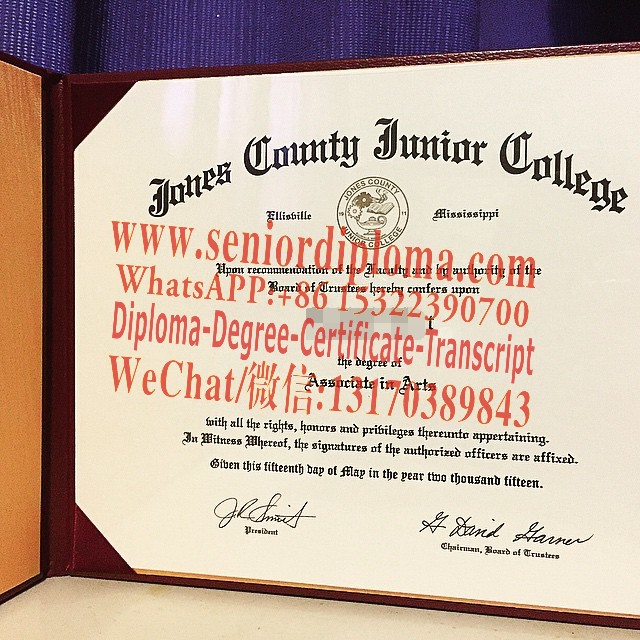 Jones County Junior College
Ellisville Mississippi
JONES COUNTY
JUNIOR COLLEGE
www.seniordiploma.com
Upon recommendation of the Faculty and by authority of the
WhatsAPP:+86 15322390700
Board of Trustees hereby confers upon
Diploma-Degree-Certificate-Transcript
the degree of
WeChat/微信:13170389843
Associate in Arts
with all the rights, honors and privileges thereunto appertaining.
In Witness Whereof, the signatures of the authorized officers are affixed.
Given this fifteenth day of May in the year two thousand fifteen.
President
G David Garner
Chairman, Board of Trustees